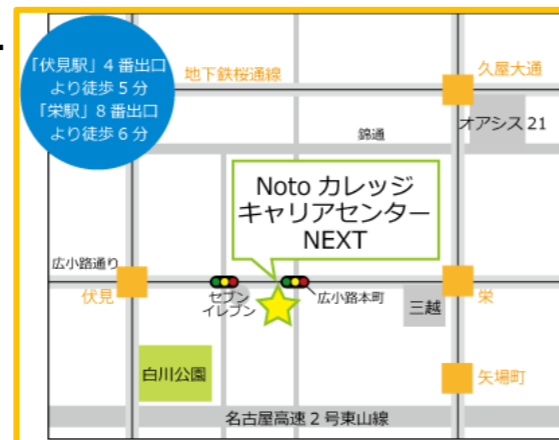 「伏見駅」4番出口
より徒歩5分
「栄駅」8番出口
より徒歩6分
地下鉄桜通線
久屋大通
オアシス21
錦通
Noto カレッジ
キャリアセンター
NEXT
広小路通り
伏見
セブン
イレブン
広小路本町
三越
栄
白川公園
矢場町
名古屋高速2号東山線